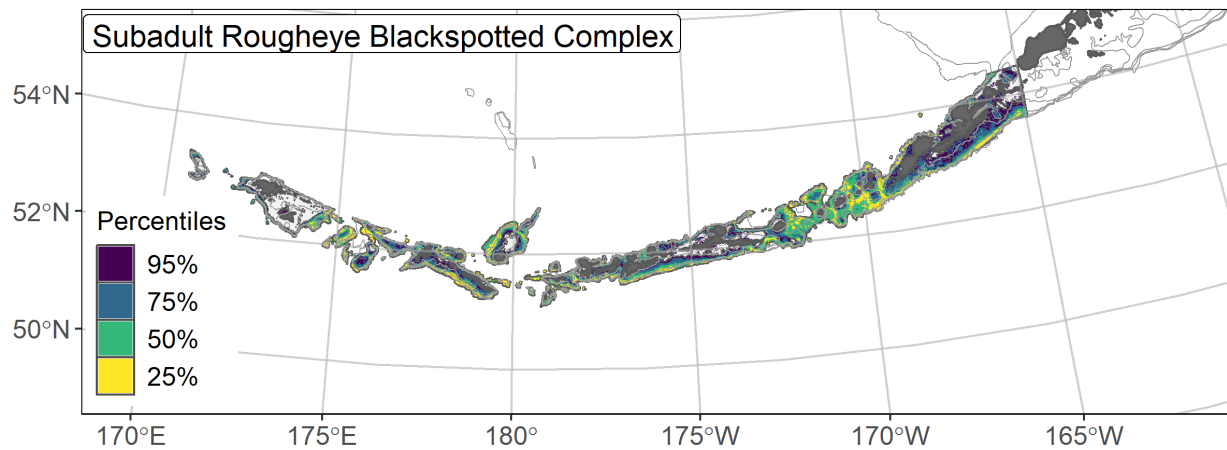 Subadult Rougheye Blackspotted Complex
54°N
52°N
50°N
Percentiles
95%
75%
50%
25%
170°E
175°E
180°
175°W
170°W
165°W